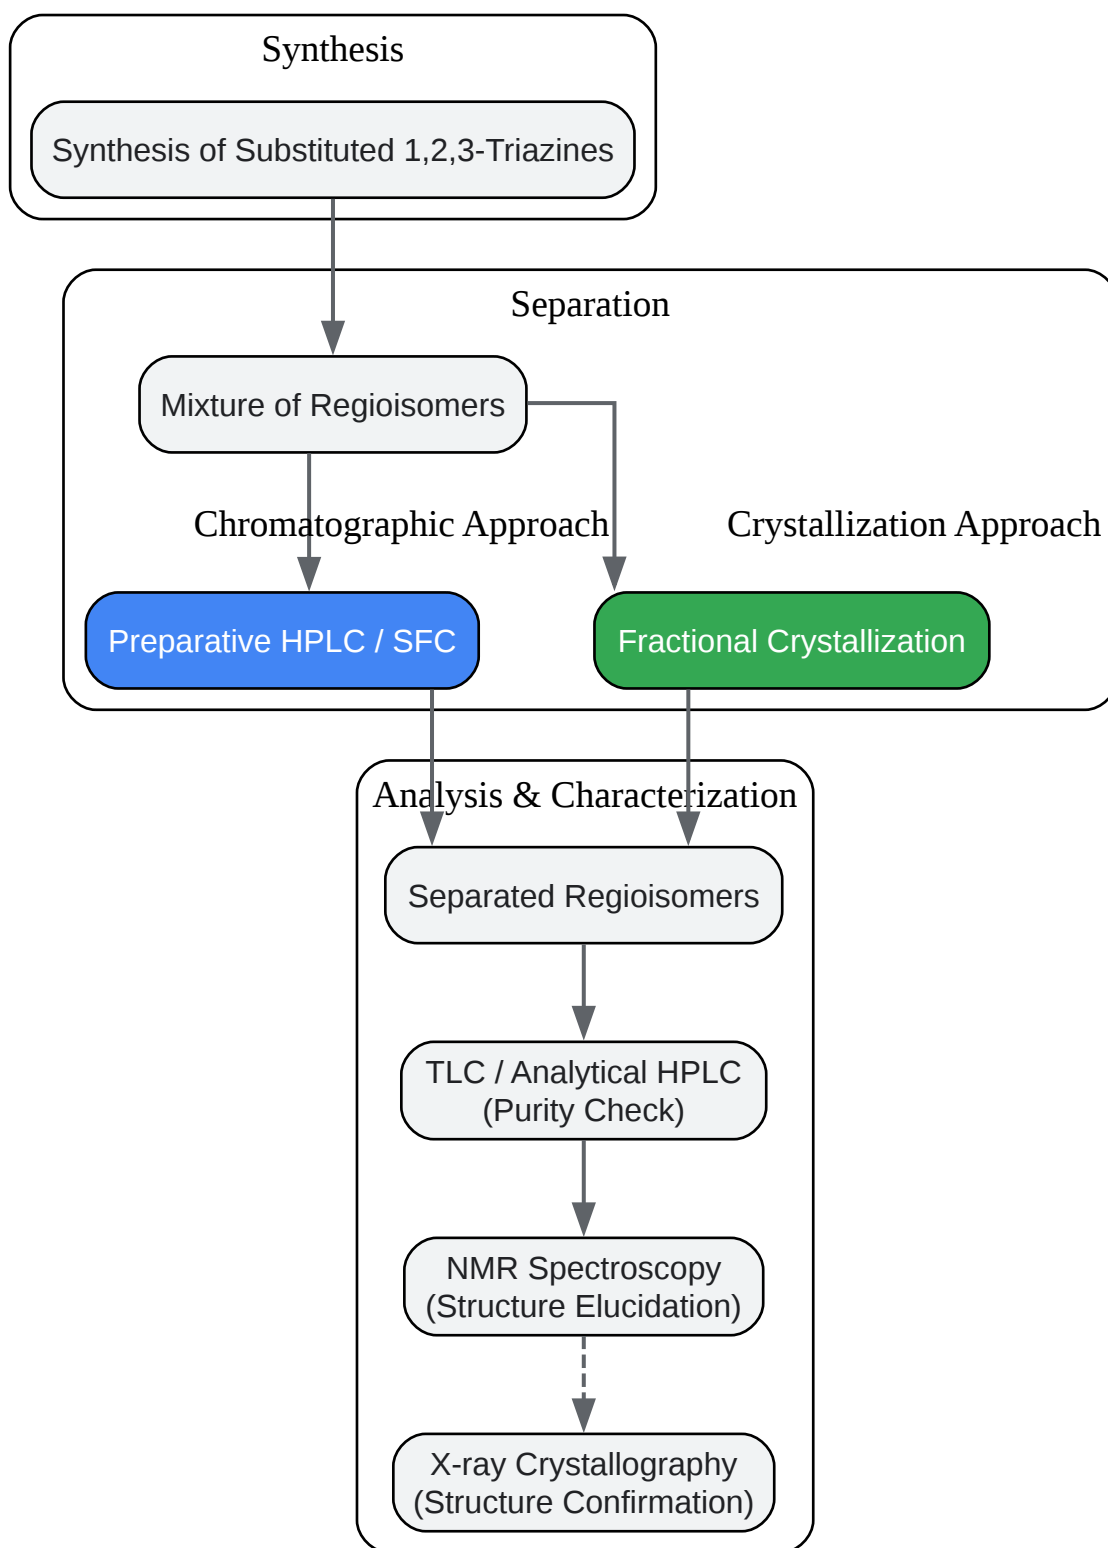 Synthesis
Synthesis of Substituted 1,2,3-Triazines
Separation
Mixture of Regioisomers
Chromatographic Approach
Crystallization Approach
Preparative HPLC / SFC
Fractional Crystallization
Analysis & Characterization
Separated Regioisomers
TLC / Analytical HPLC
(Purity Check)
NMR Spectroscopy
(Structure Elucidation)
X-ray Crystallography
(Structure Confirmation)